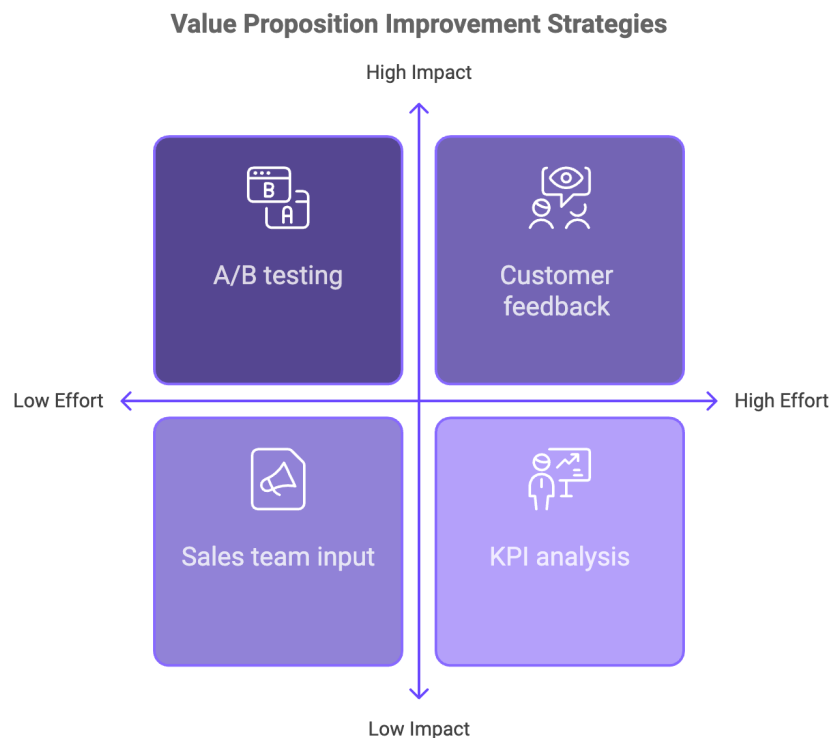 Value Proposition Improvement Strategies
High Impact
B
A
A/B testing
Customer
feedback
Low Effort
High Effort
Sales team input
KPI analysis
Low Impact